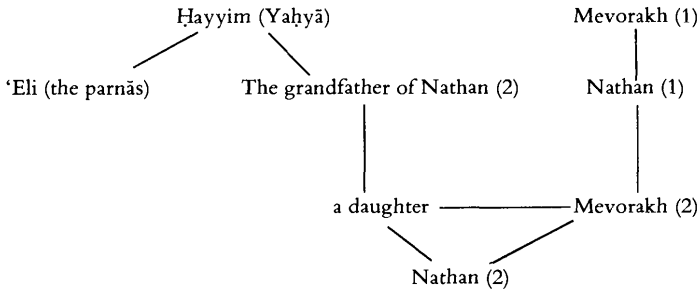 Ḥayyim (Yaḥyā) Mevorakh (1)
‘Eli (the parnās) The grandfather of Nathan (2) Nathan (1)
a daughter Mevorakh (2)
Nathan (2)